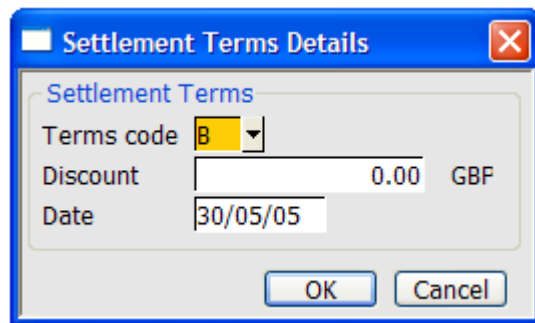 Settlement Terms Details
Settlement Terms
Terms code B
Discount 0.00 GBP
Date 30/05/05
OK Cancel